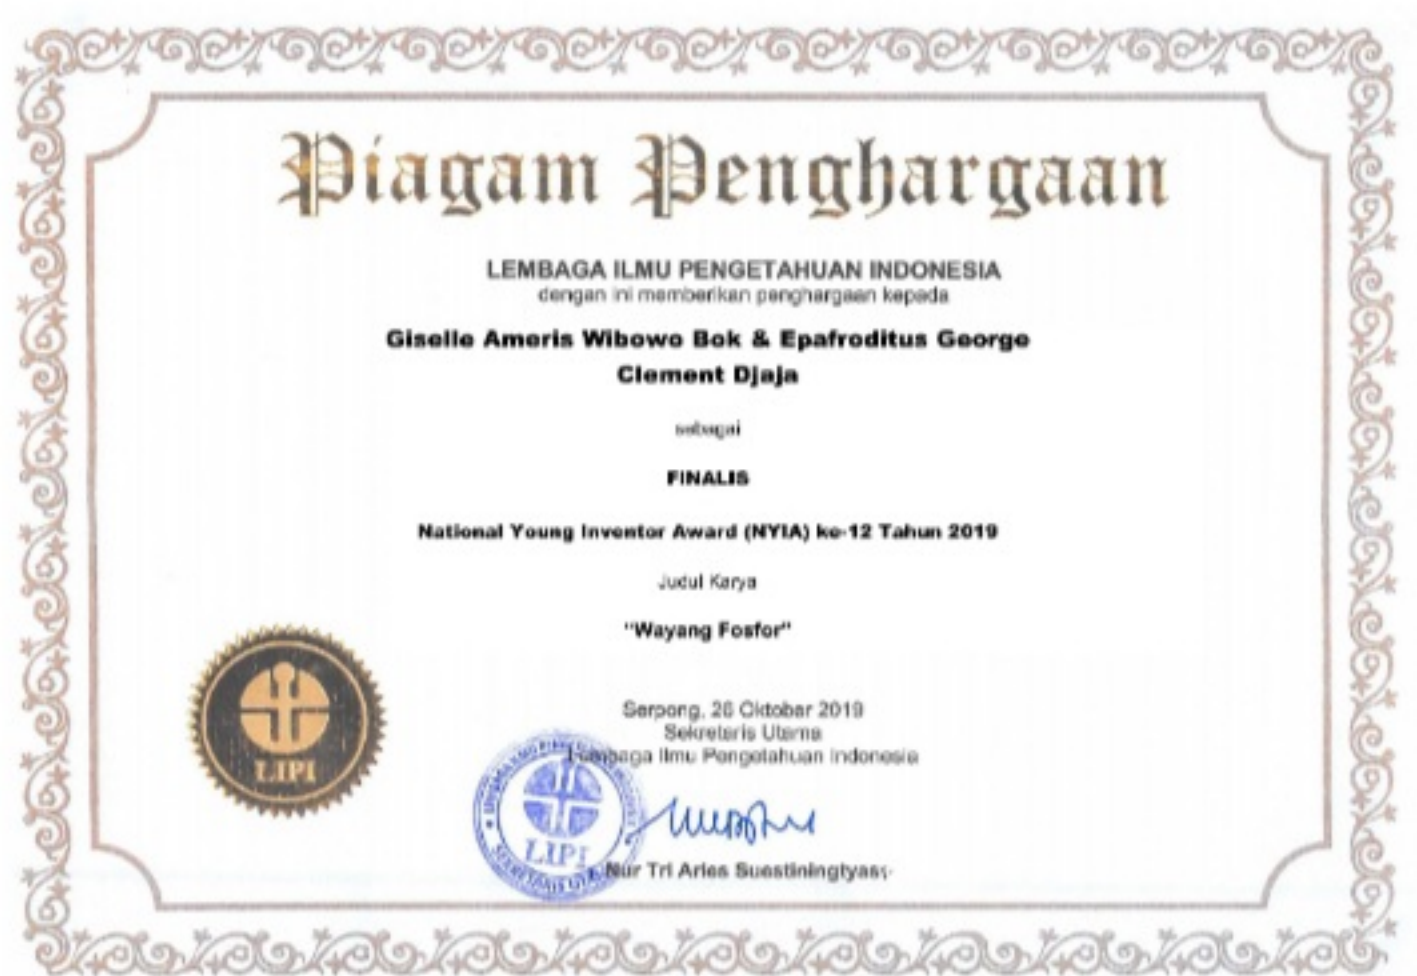 Piagam Penghargaan
LEMBAGA ILMU PENGETAHUAN INDONESIA
dengan ini memberikan penghargaan kepada
Giselle Ameris Wibowo Bok & Epafroditus George
Clement Djaja
sebagai
FINALIS
National Young Inventor Award (NYIA) ke-12 Tahun 2019
Judul Karya
"Wayang Fosfor"
Serpong, Oktober 2019
Sekretaris Utama
Lembaga Ilmu Pengetahuan Indonesia
LIPI
LIPI
Nur Tri Aries Suestiningtyas